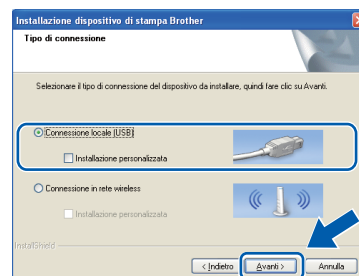 Installazione dispositivo di stampa Brother
Tipo di connessione
Selezionare il tipo di connessione del dispositivo da installare, quindi fare clic su Avanti.
Connessione locale (USB)
Installazione personalizzata
Connessione in rete wireless
Installazione personalizzata
InstallShield
< Indietro Avanti > Annulla